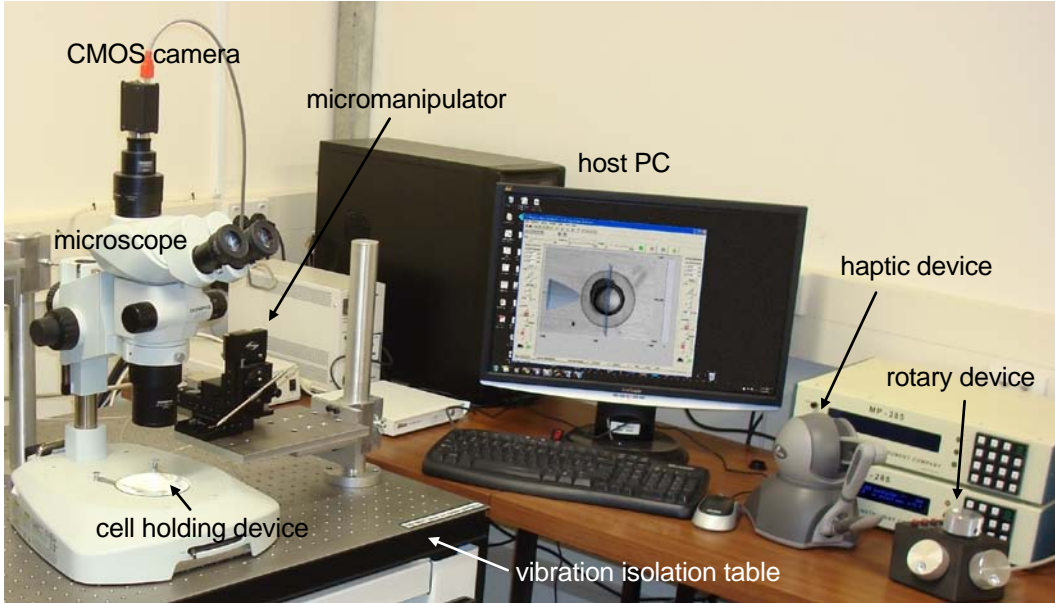 CMOS camera
micromanipulator
host PC
microscope
haptic device
rotary device
MP-285
cell holding device
vibration isolation table